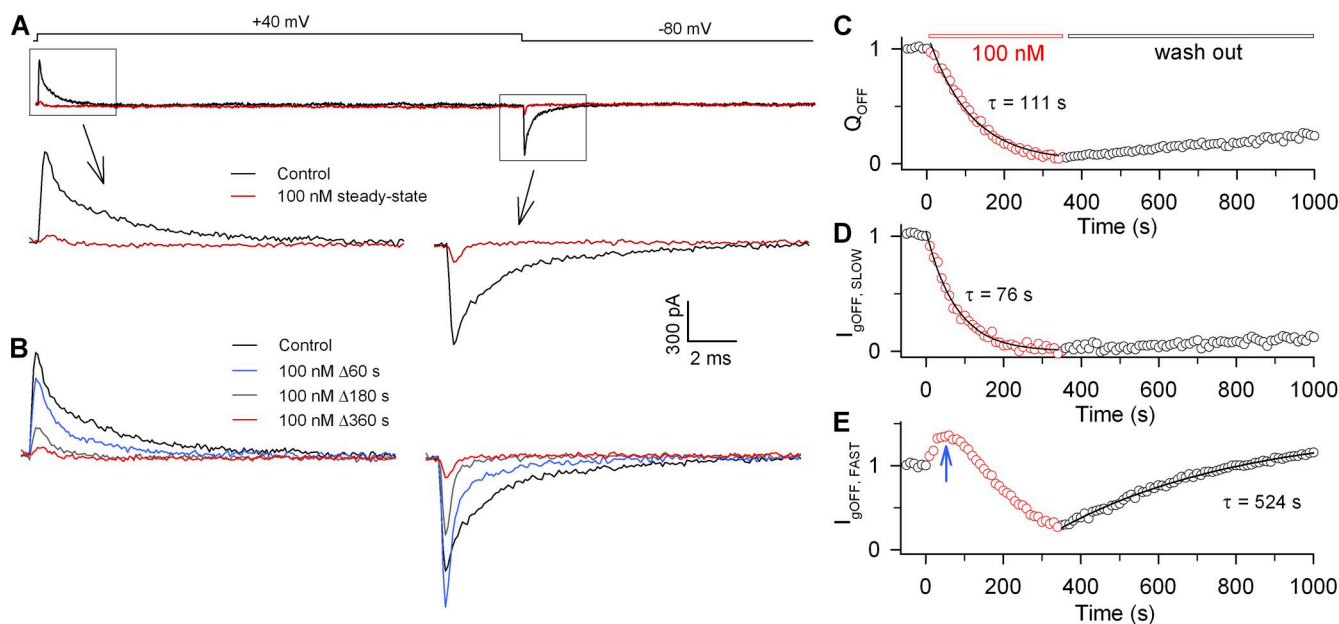 A
+40 mV
-80 mV
Control
100 nM steady-state
300 pA
2 ms
B
Control
100 nM Δ60 s
100 nM Δ180 s
100 nM Δ360 s
C
100 nM
wash out
1
0
QOFF
τ = 111 s
0 200 400 600 800 1000
Time (s)
D
1
0
IgOFF, SLOW
τ = 76 s
0 200 400 600 800 1000
Time (s)
E
1
0
IgOFF, FAST
τ = 524 s
0 200 400 600 800 1000
Time (s)